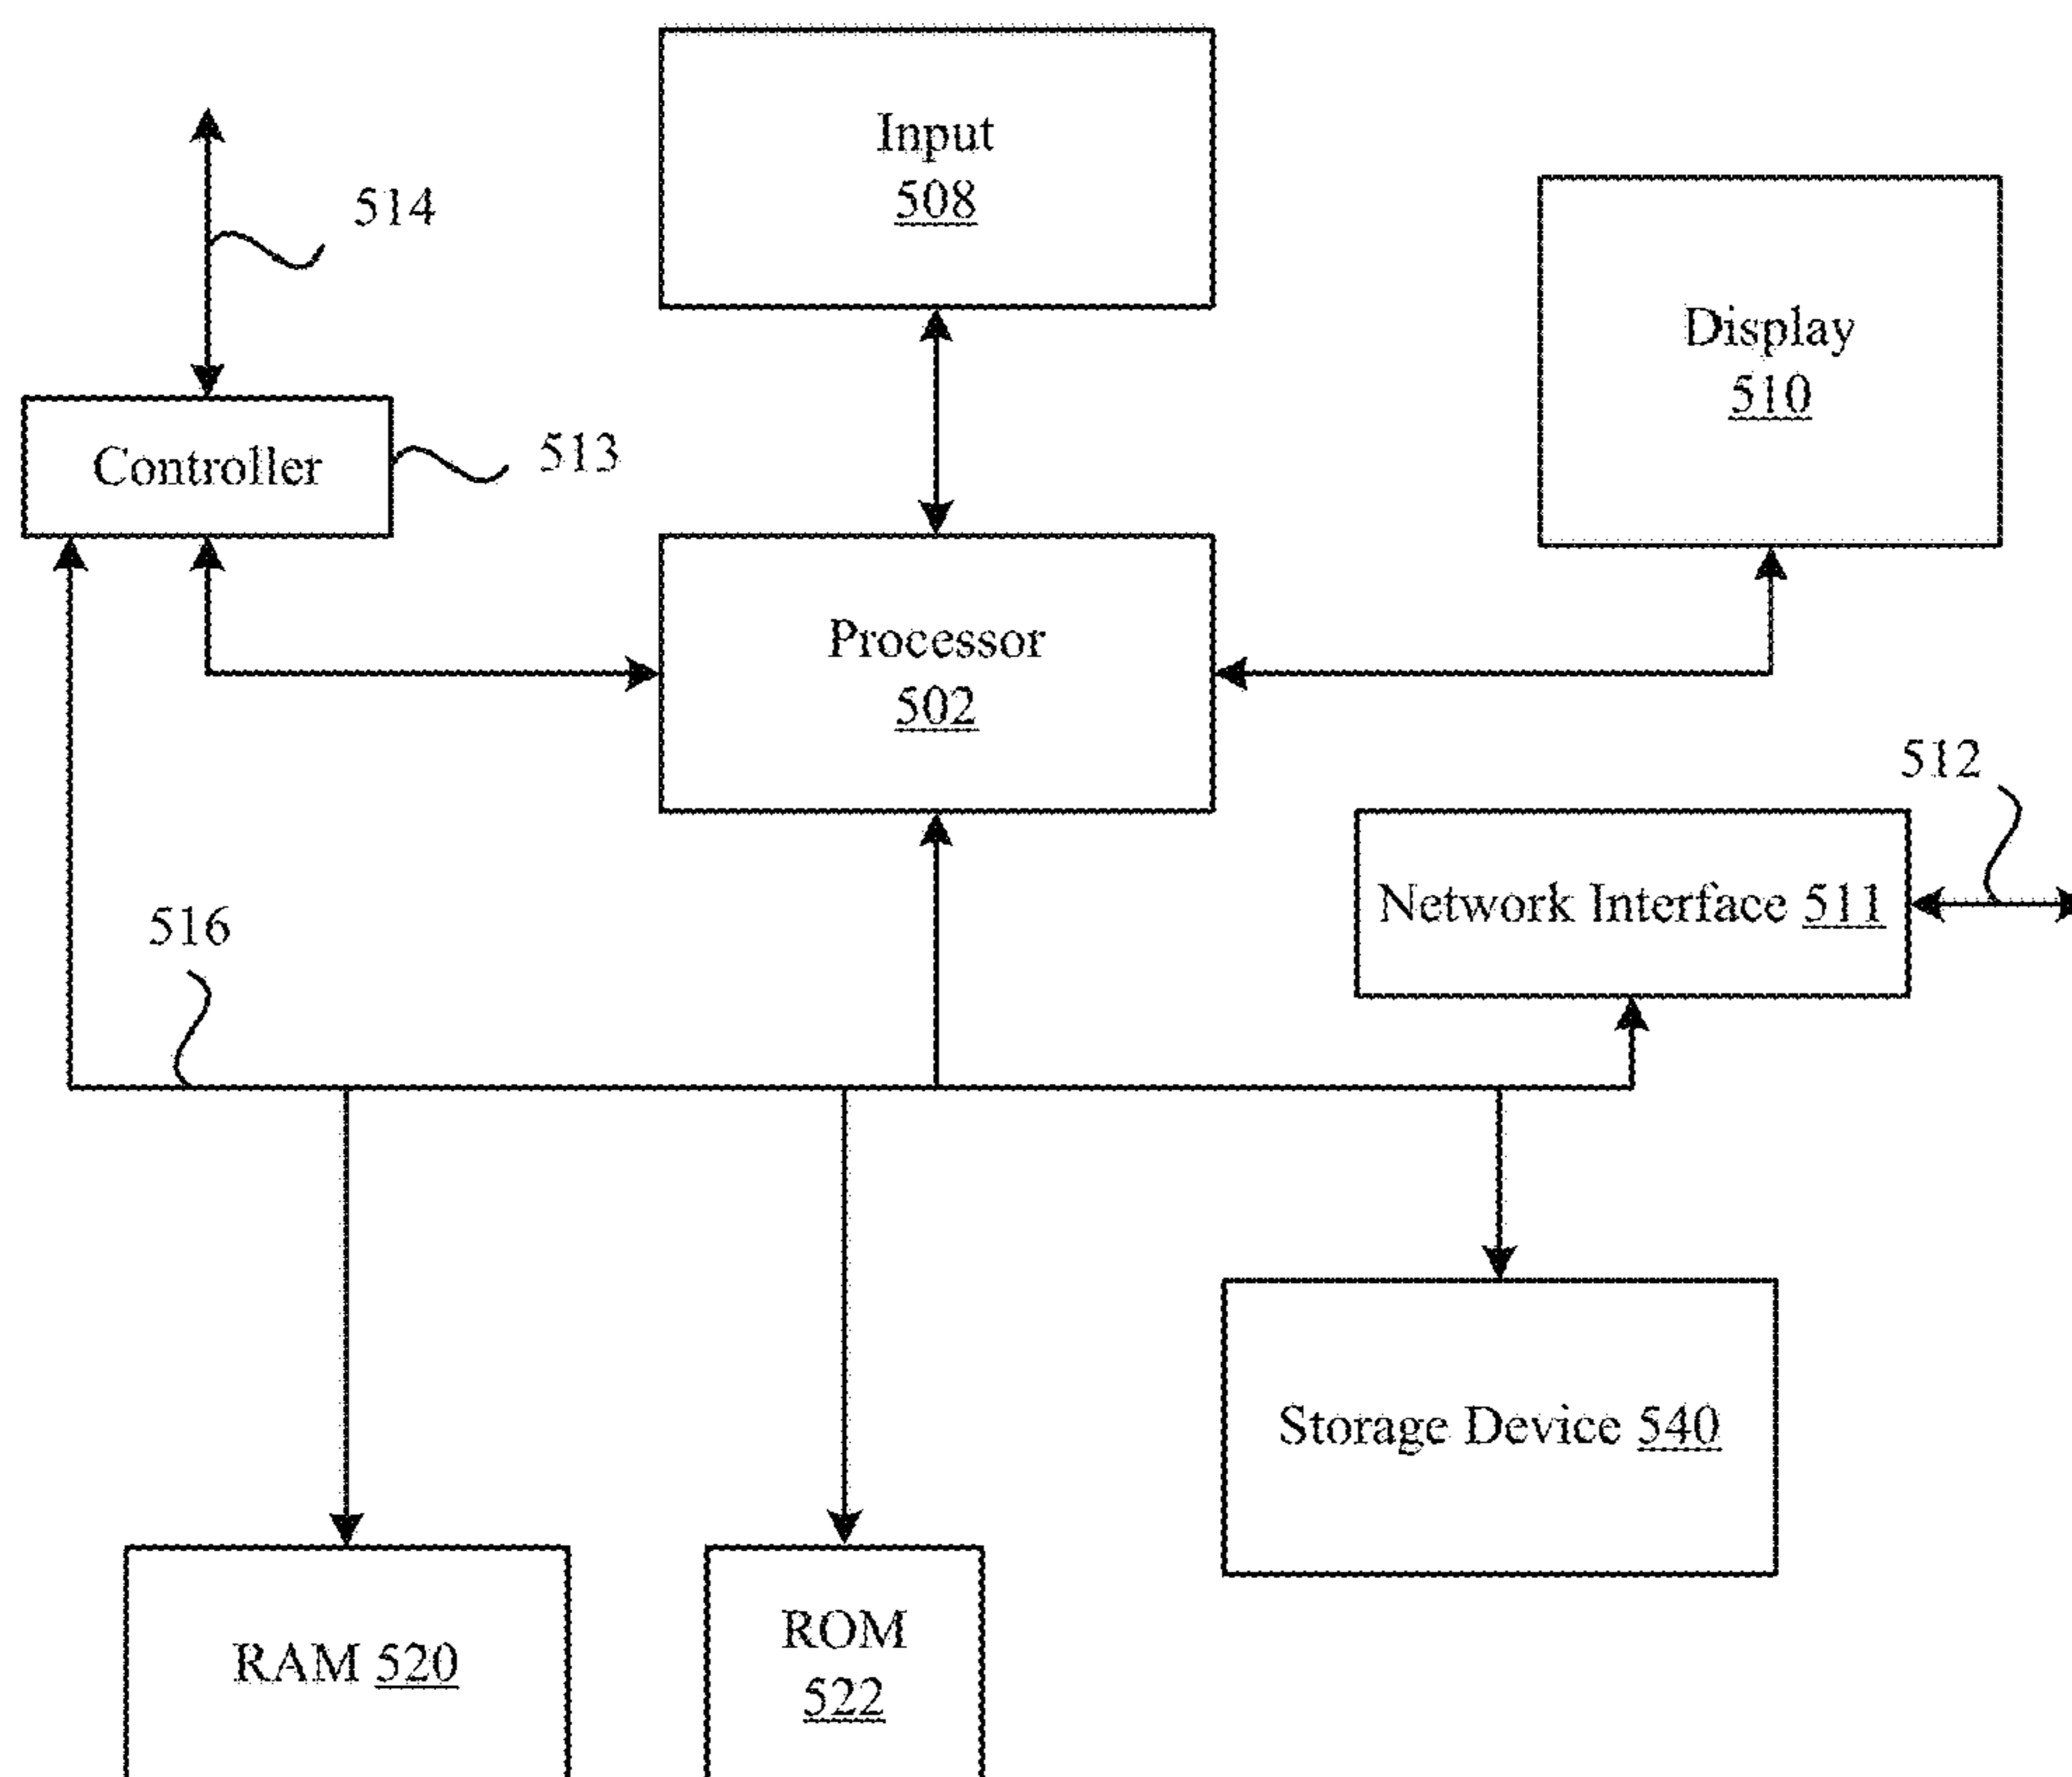 Input
508
514
Display
510
Controller
513
Processor
502
512
Network Interface 511
516
Storage Device 540
RAM 520
ROM
522